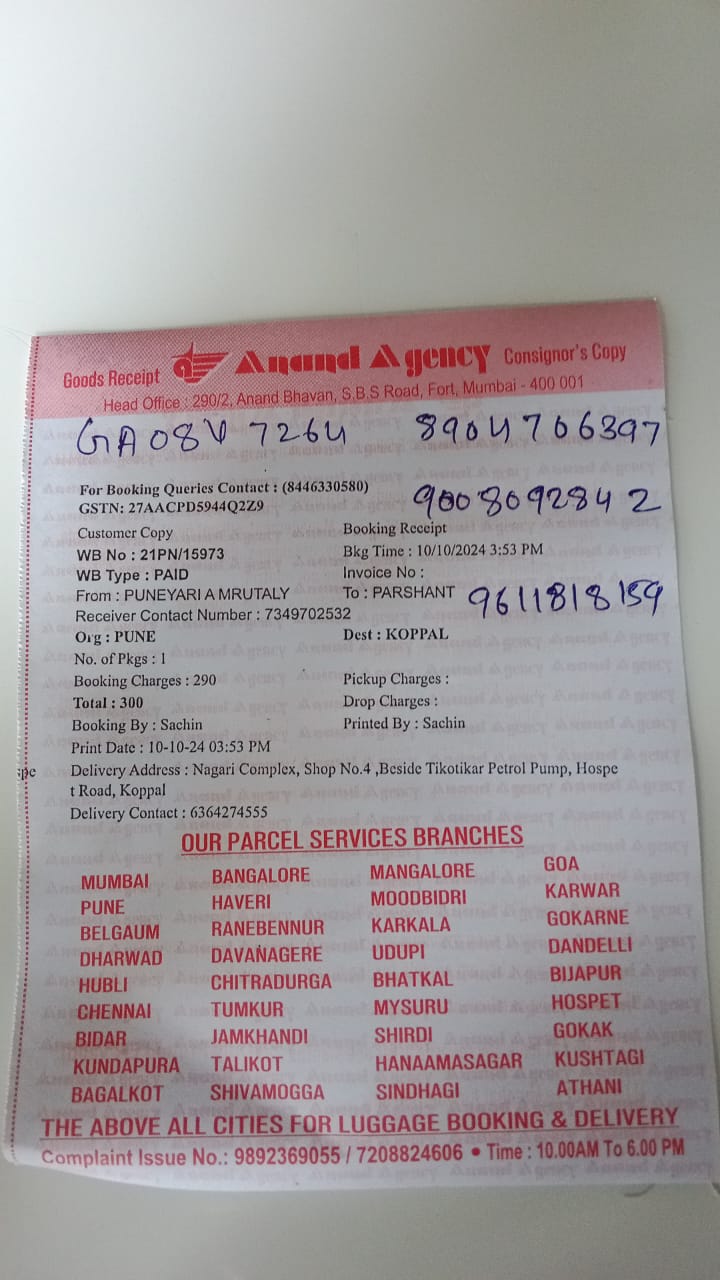 Goods Receipt Anand Agency Consignor's Copy
Head Office : 290/2, Anand Bhavan, S.B.S Road, Fort, Mumbai - 400 001
GA08V 7264 8904706397
For Booking Queries Contact : (8446330580) 9008092842
GSTN: 27AACPD5944Q2Z9
Customer Copy Booking Receipt
WB No : 21PN/15973 Bkg Time : 10/10/2024 3:53 PM
WB Type : PAID Invoice No :
From : PUNEYARI A MRUTALY To : PARSHANT 9611818159
Receiver Contact Number : 7349702532
Org : PUNE Dest : KOPPAL
No. of Pkgs : 1
Booking Charges : 290 Pickup Charges :
Total : 300 Drop Charges :
Booking By : Sachin Printed By : Sachin
Print Date : 10-10-24 03:53 PM
spe Delivery Address : Nagari Complex, Shop No.4 ,Beside Tikotikar Petrol Pump, Hospe
t Road, Koppal
Delivery Contact : 6364274555
OUR PARCEL SERVICES BRANCHES
MUMBAI BANGALORE MANGALORE GOA
PUNE HAVERI MOODBIDRI KARWAR
BELGAUM RANEBENNUR KARKALA GOKARNE
DHARWAD DAVANAGERE UDUPI DANDELLI
HUBLI CHITRADURGA BHATKAL BIJAPUR
CHENNAI TUMKUR MYSURU HOSPET
BIDAR JAMKHANDI SHIRDI GOKAK
KUNDAPURA TALIKOT HANAAMASAGAR KUSHTAGI
BAGALKOT SHIVAMOGGA SINDHAGI ATHANI
THE ABOVE ALL CITIES FOR LUGGAGE BOOKING & DELIVERY
Complaint Issue No.: 9892369055 / 7208824606 • Time : 10.00AM To 6.00 PM